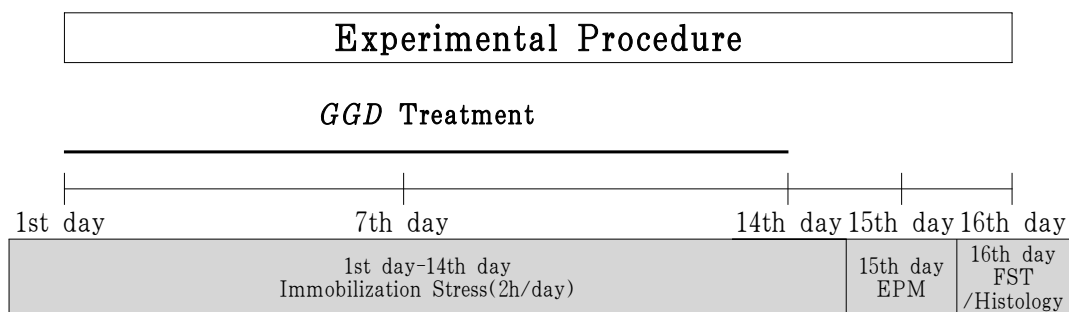 Experimental Procedure
GGD Treatment
1st day 7th day 14th day 15th day 16th day
1st day-14th day
Immobilization Stress(2h/day)
15th day
EPM
16th day
FST
/Histology